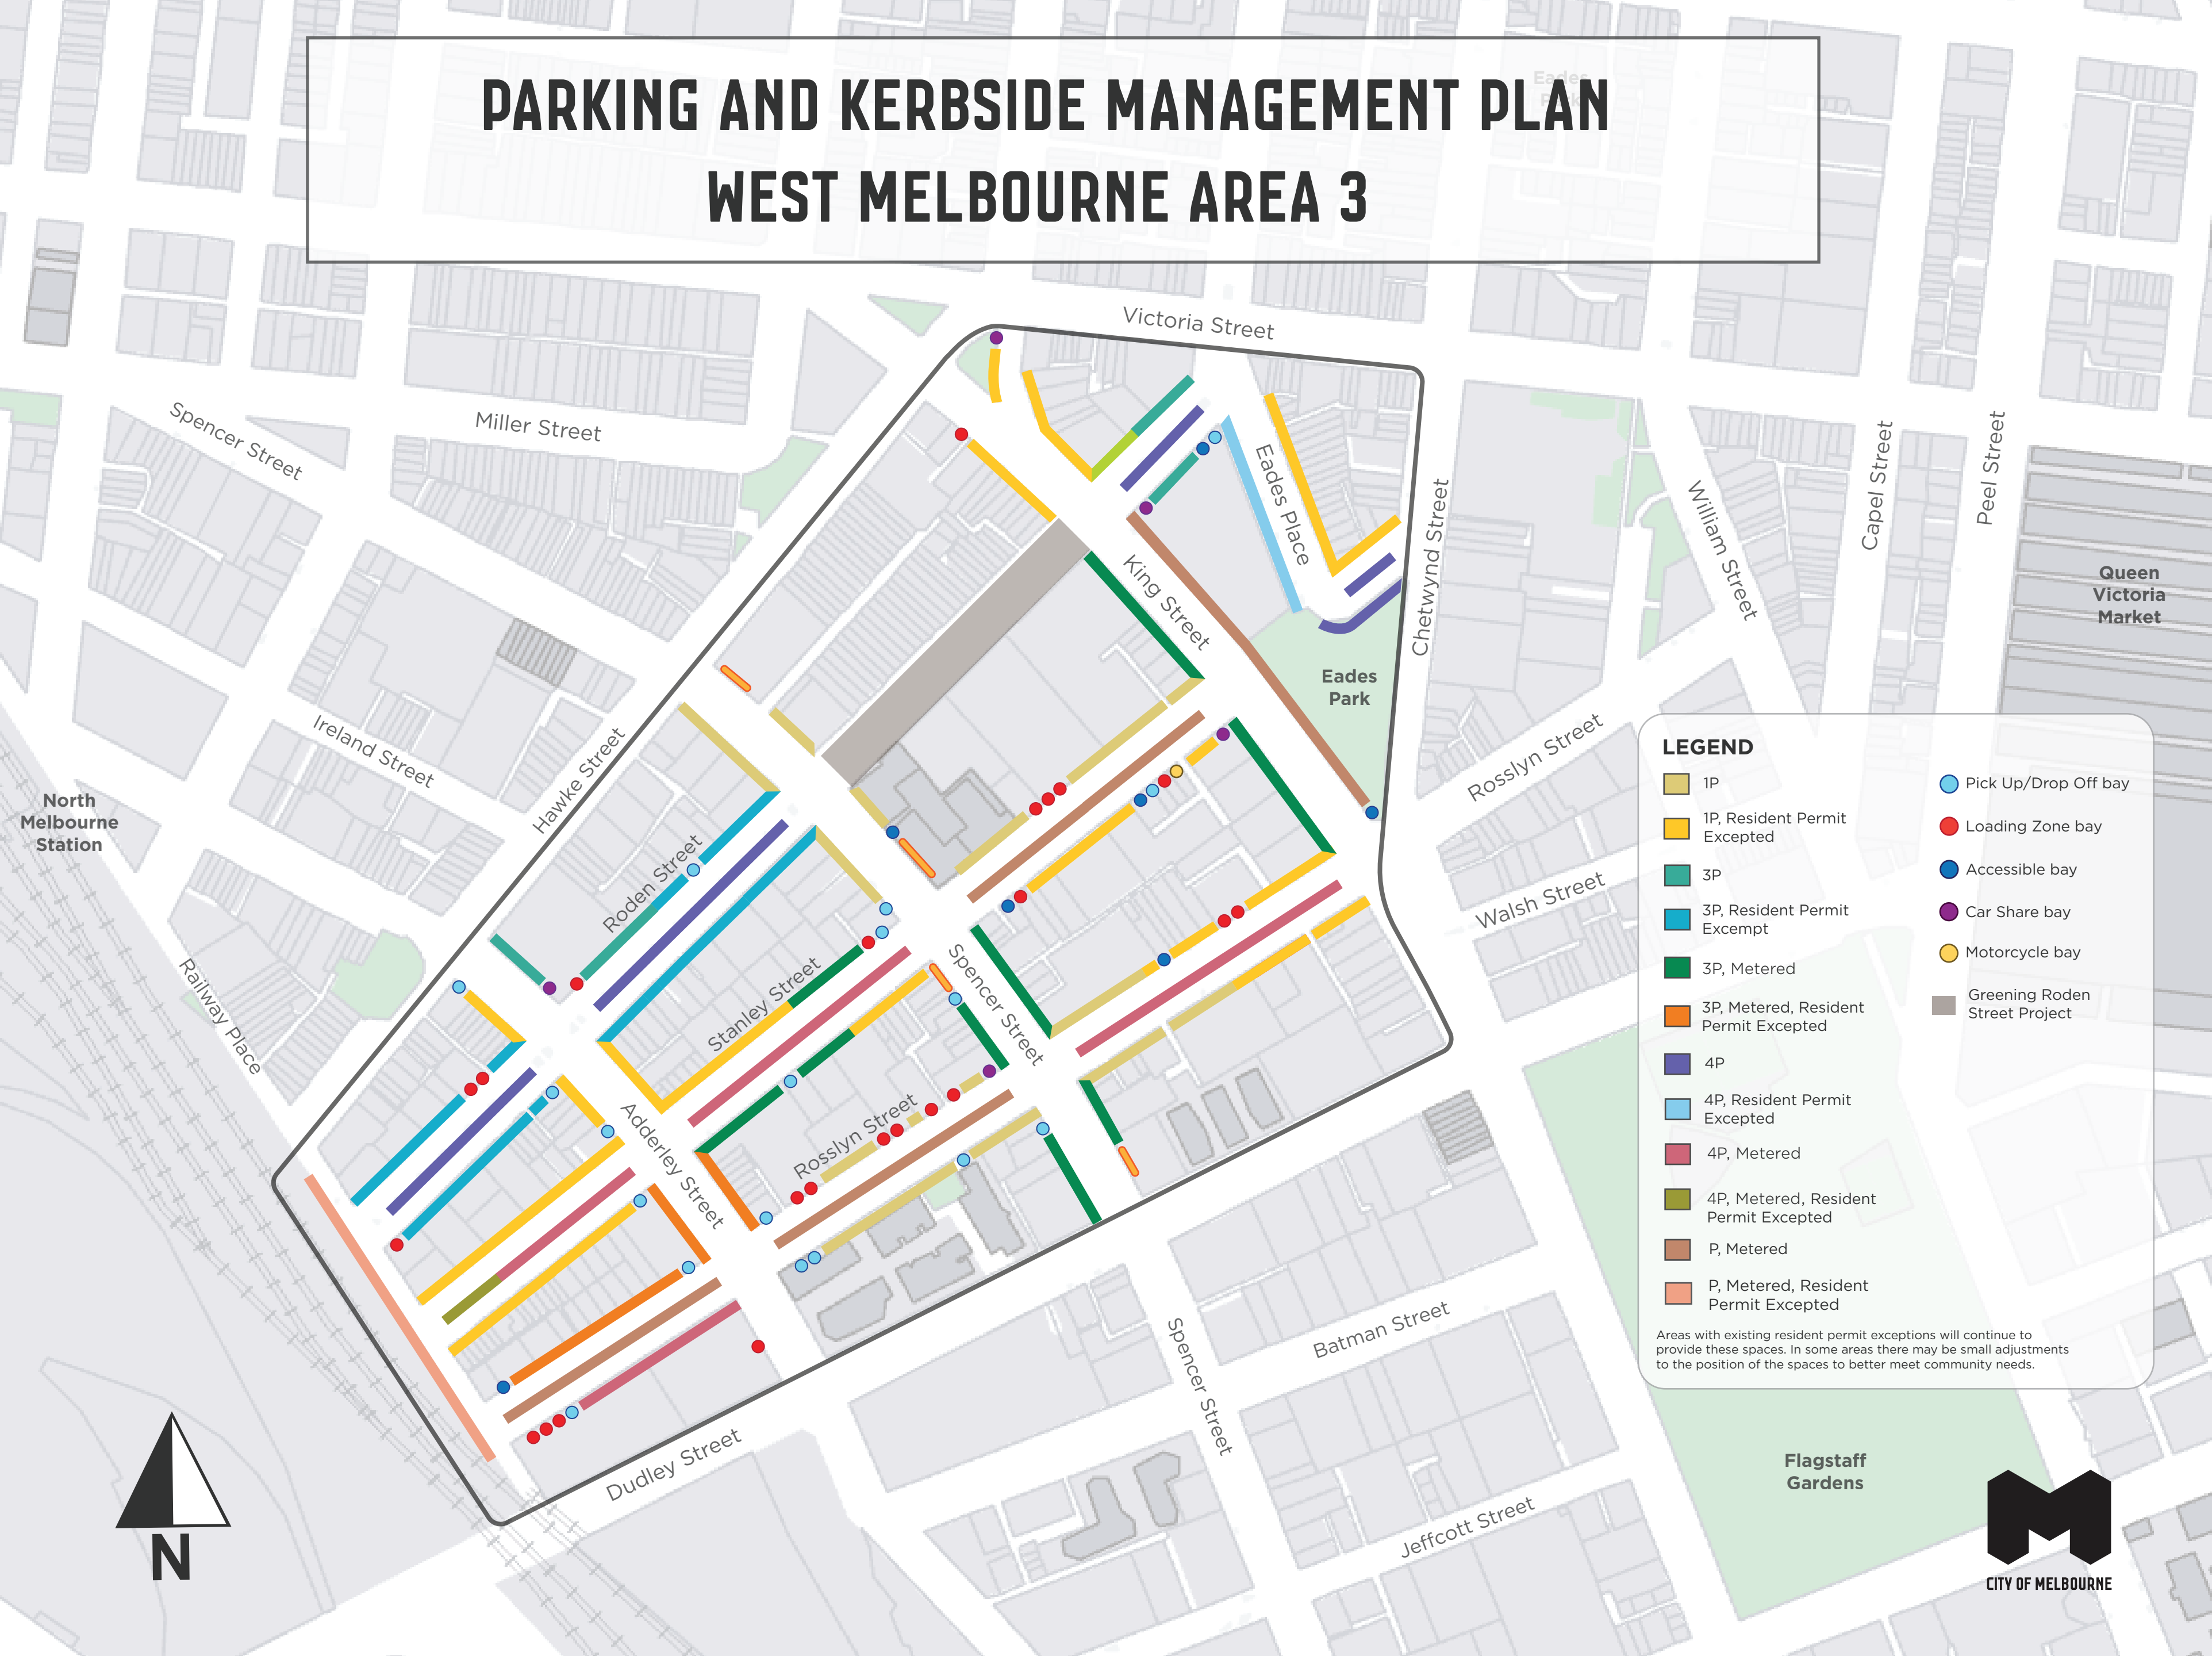 PARKING AND KERBSIDE MANAGEMENT PLAN
WEST MELBOURNE AREA 3
Eades
Park
Victoria Street
Spencer Street
Miller Street
Eades Place
Chetwynd Street
William Street
Capel Street
Peel Street
Queen
Victoria
Market
King Street
Eades
Park
Ireland Street
Hawke Street
Rosslyn Street
North
Melbourne
Station
Roden Street
Walsh Street
Railway Place
Stanley Street
Spencer Street
Adderley Street
Rosslyn Street
Dudley Street
Spencer Street
Batman Street
Jeffcott Street
Flagstaff
Gardens
LEGEND
1P
1P, Resident Permit
Excepted
3P
3P, Resident Permit
Excempt
3P, Metered
3P, Metered, Resident
Permit Excepted
4P
4P, Resident Permit
Excepted
4P, Metered
4P, Metered, Resident
Permit Excepted
P, Metered
P, Metered, Resident
Permit Excepted
Pick Up/Drop Off bay
Loading Zone bay
Accessible bay
Car Share bay
Motorcycle bay
Greening Roden
Street Project
Areas with existing resident permit exceptions will continue to
provide these spaces. In some areas there may be small adjustments
to the position of the spaces to better meet community needs.
N
CITY OF MELBOURNE